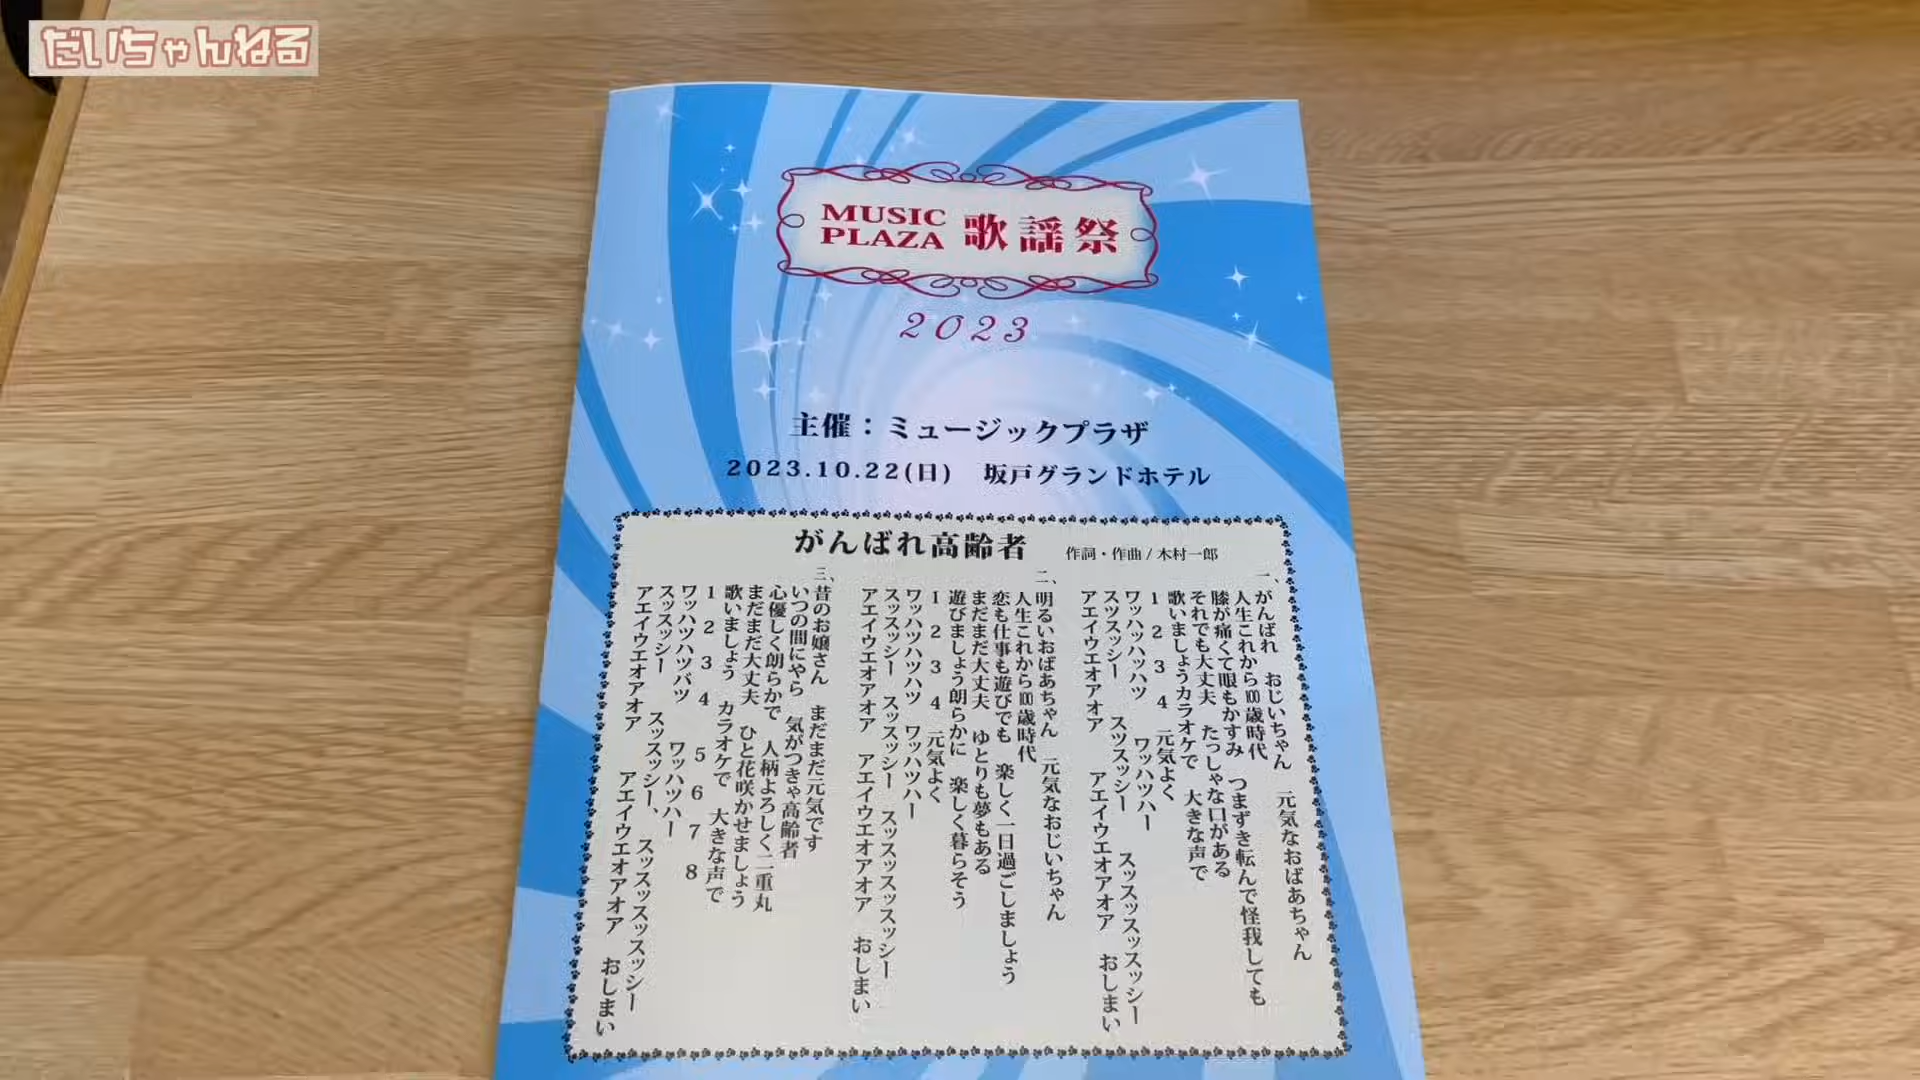 だいちゃんねる
MUSIC
PLAZA 歌謡祭
2023
主催：ミュージックプラザ
2023.10.22(日) 坂戸グランドホテル
がんばれ高齢者 作詞・作曲/木村一郎
一、がんばれ おじいちゃん 元気なおばあちゃん
人生これから100歳時代
膝が痛くて眼もかすみ つまずき転んで怪我しても
それでも大丈夫 たっしゃな口がある
歌いましょうカラオケで 大きな声で
1 2 3 4 元気よく
ワッハッハッハツ ワッハツハー
スツスッシー スツスッシー スッスッスッスッシー
アエイウエオアオア アエイウエオアオア おしまい
二、明るいおばあちゃん 元気なおじいちゃん
人生これから100歳時代
恋も仕事も遊びでも 楽しく一日過ごしましょう
まだまだ大丈夫 ゆとりも夢もある
遊びましょう朗らかに 楽しく暮らそう
1 2 3 4 元気よく
ワッハハツハツ ワッハツハー
スッスッシー スッスッシー スッスッスッスッシー
アエイウエオアオア アエイウエオアオア おしまい
三、昔のお嬢さん まだまだ元気です
いつの間にやら 気がつきゃ高齢者
心優しく朗らかで 人柄よろしく二重丸
まだまだ大丈夫 ひと花咲かせましょう
歌いましょう カラオケで 大きな声で
1 2 3 4 5 6 7 8
ワッハツハツバツ ワッハツハー
スッスッシー スッスッシー、 スッスッスッスッシー
アエイウエオアオア アエイウエオアオア おしまい